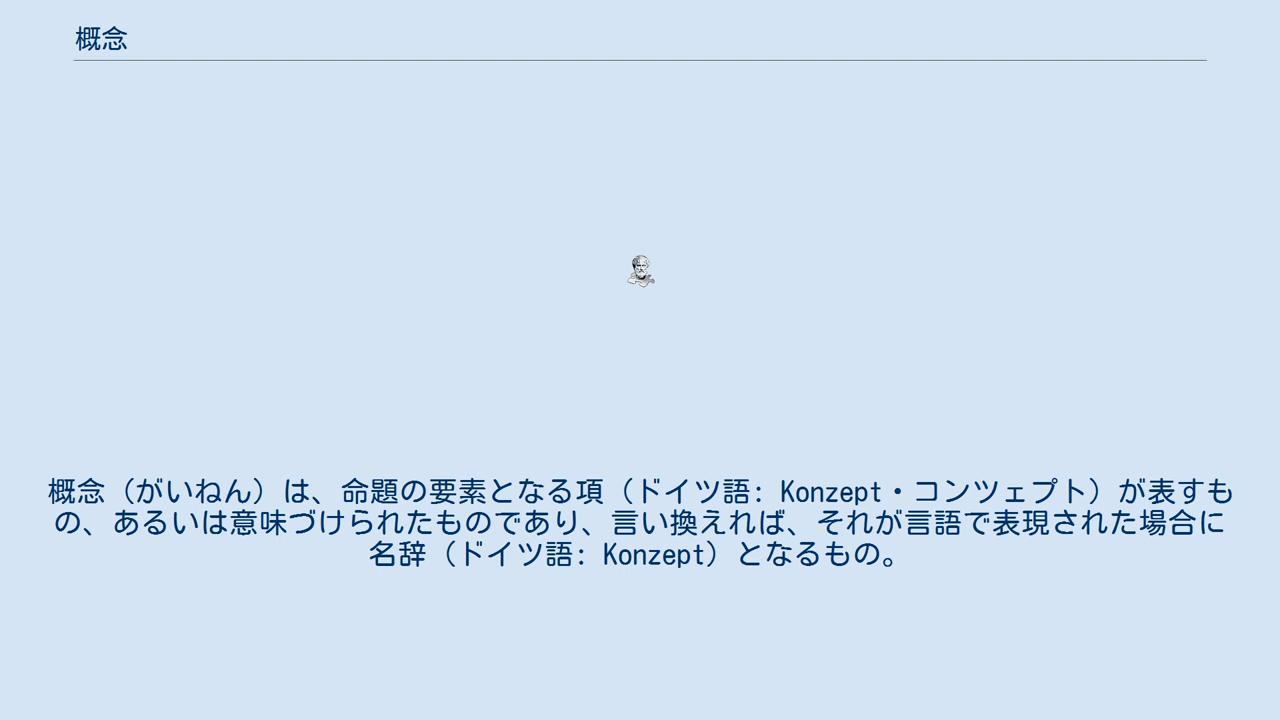 概念
概念（がいねん）は、命題の要素となる項（ドイツ語: Konzept・コンツェプト）が表すも
の、あるいは意味づけられたものであり、言い換えれば、それが言語で表現された場合に
名辞（ドイツ語: Konzept）となるもの。